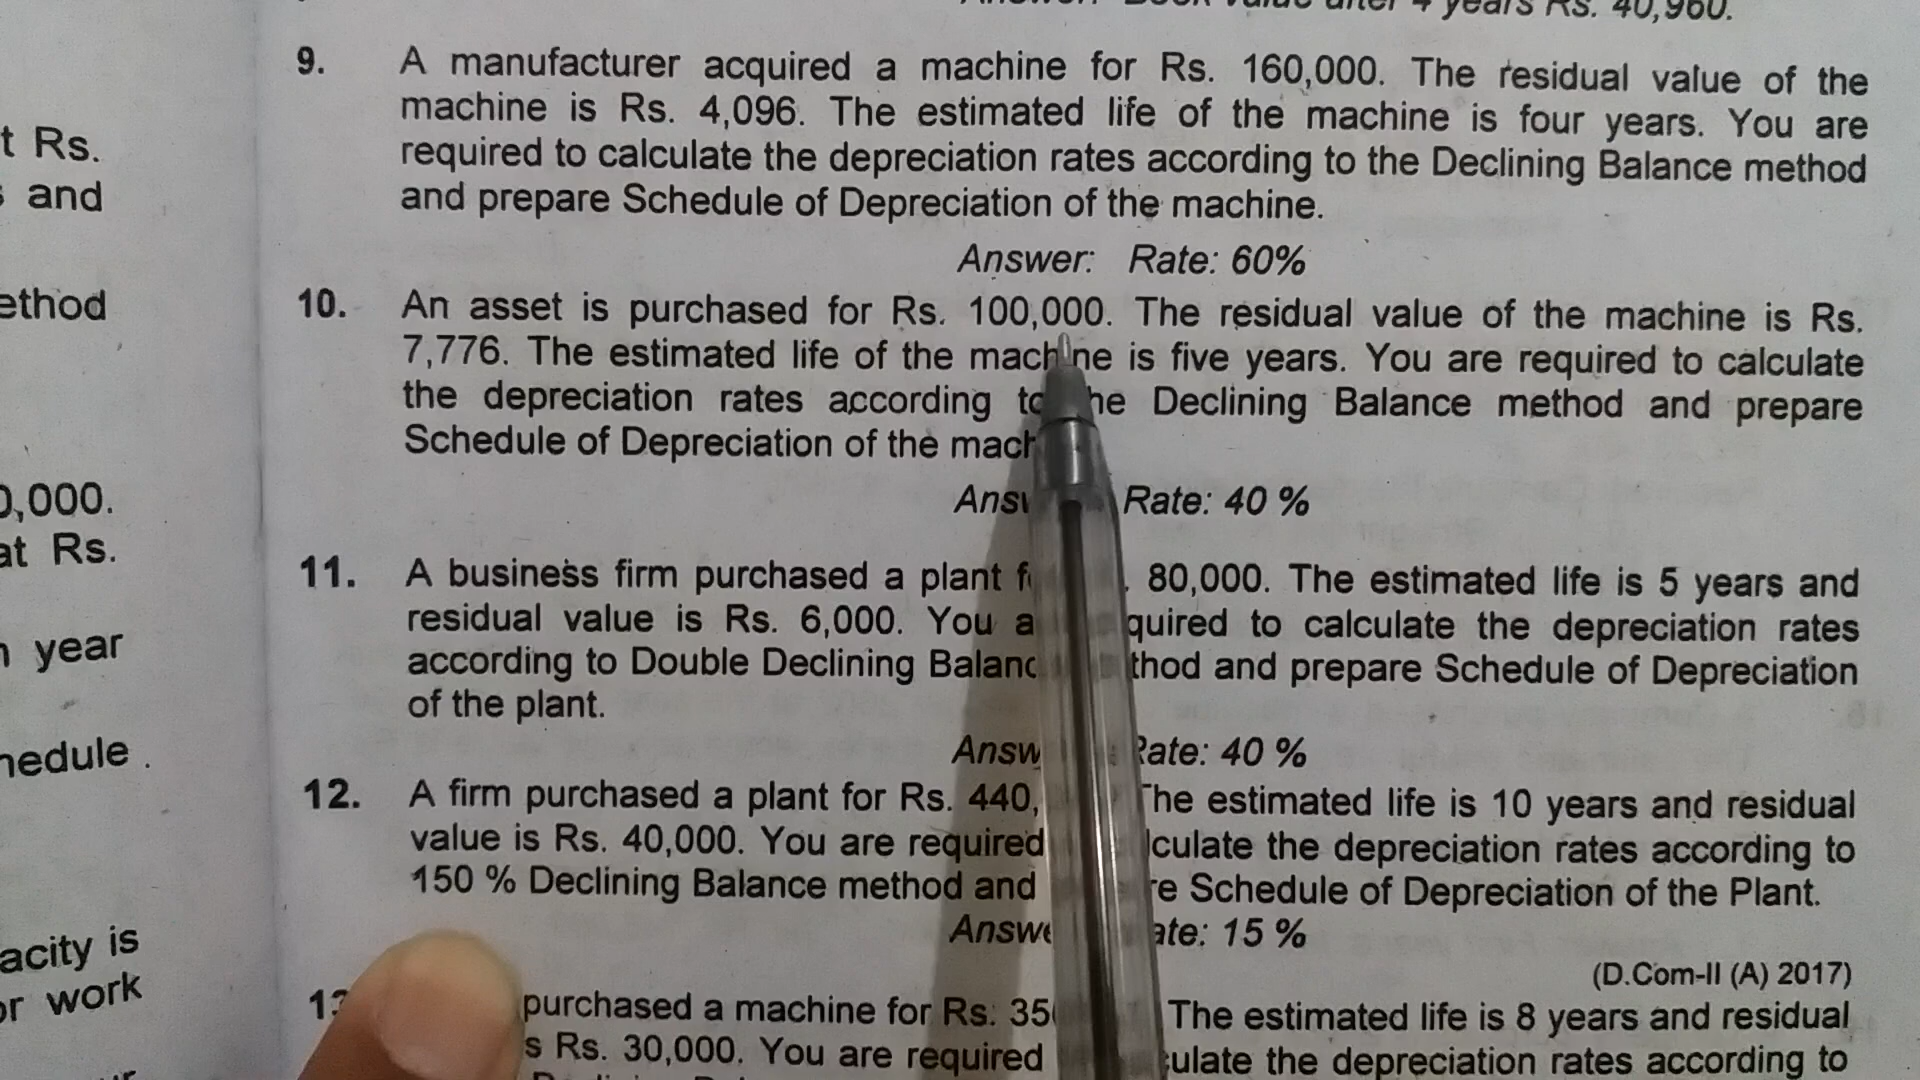 Answer: Book value after 4 years Rs. 40,960.
t Rs.
and
ethod
0,000.
at Rs.
year
hedule.
acity is
or work
9. A manufacturer acquired a machine for Rs. 160,000. The residual value of the
machine is Rs. 4,096. The estimated life of the machine is four years. You are
required to calculate the depreciation rates according to the Declining Balance method
and prepare Schedule of Depreciation of the machine.
Answer: Rate: 60%
10. An asset is purchased for Rs. 100,000. The residual value of the machine is Rs.
7,776. The estimated life of the machine is five years. You are required to calculate
the depreciation rates according to he Declining Balance method and prepare
Schedule of Depreciation of the mach
Answ Rate: 40 %
11. A business firm purchased a plant f 80,000. The estimated life is 5 years and
residual value is Rs. 6,000. You a quired to calculate the depreciation rates
according to Double Declining Balanc thod and prepare Schedule of Depreciation
of the plant.
Answ Rate: 40 %
12. A firm purchased a plant for Rs. 440, The estimated life is 10 years and residual
value is Rs. 40,000. You are required lculate the depreciation rates according to
150 % Declining Balance method and re Schedule of Depreciation of the Plant.
Answe ate: 15 %
(D.Com-II (A) 2017)
purchased a machine for Rs. 35 The estimated life is 8 years and residual
s Rs. 30,000. You are required culate the depreciation rates according to